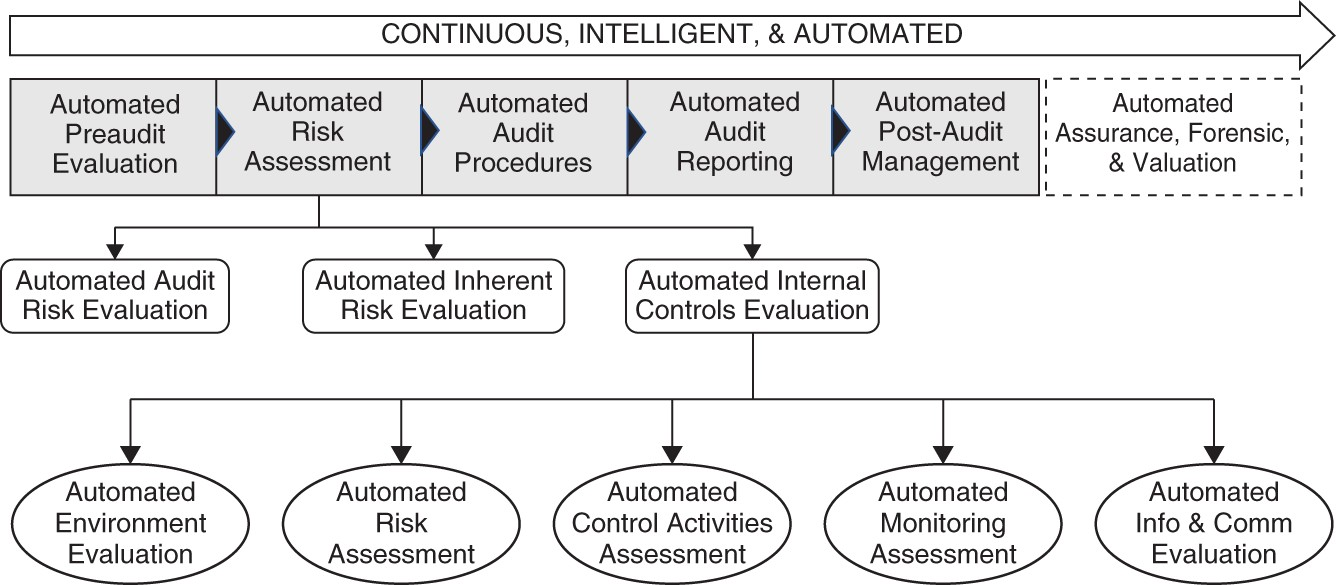 CONTINUOUS, INTELLIGENT, & AUTOMATED
Automated
Preaudit
Evaluation
Automated
Risk
Assessment
Automated
Audit
Procedures
Automated
Audit
Reporting
Automated
Post-Audit
Management
Automated
Assurance, Forensic,
& Valuation
Automated Audit
Risk Evaluation
Automated Inherent
Risk Evaluation
Automated Internal
Controls Evaluation
Automated
Environment
Evaluation
Automated
Risk
Assessment
Automated
Control Activities
Assessment
Automated
Monitoring
Assessment
Automated
Info & Comm
Evaluation